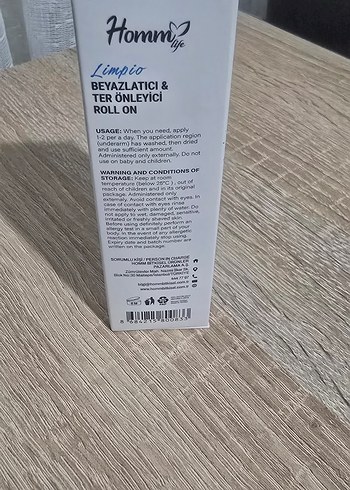 Homm
life
Limpio
BEYAZLATICI &
TER ÖNLEYİCİ
ROLL ON
USAGE: When you need, apply
1-2 per a day. The application region
(underarm) has washed, then dried
and use sufficient amount.
Administered only externally. Do not
use on baby and children.
WARNING AND CONDITIONS OF
STORAGE: Keep at room
temperature (below 25°C) , out of
reach of children and in its original
package. Administered only
externally. Avoid contact with eyes. In
case of contact with eyes rinse
immediately with plenty of water. Do
not apply to wet, damaged, sensitive,
irritated or freshly shaved skin.
Before using definitely perform an
allergy test in a small part of your
body. In the event of any allergic
reaction immediately stop using.
Expiry date and batch number are
written on the package.
SORUMLU KİŞİ / PERSON IN CHARGE
HOMM BİTKİSEL ÜRÜNLER
PAZARLAMA A.Ş.
444 77 97